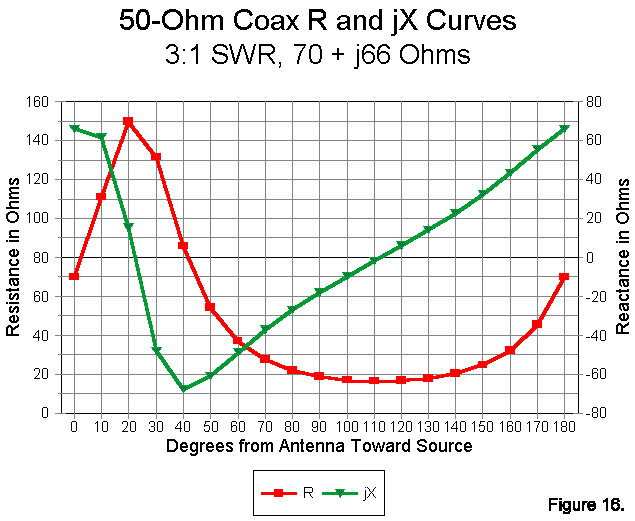 50-Ohm Coax R and jX Curves
3:1 SWR, 70 + j66 Ohms
160 80
140 60
120 40
100 20
80 0
60 -20
40 -40
20 -60
0 -80
Resistance in Ohms
Reactance in Ohms
0 10 20 30 40 50 60 70 80 90 100 110 120 130 140 150 160 170 180
Degrees from Antenna Toward Source
R jX
Figure 16.